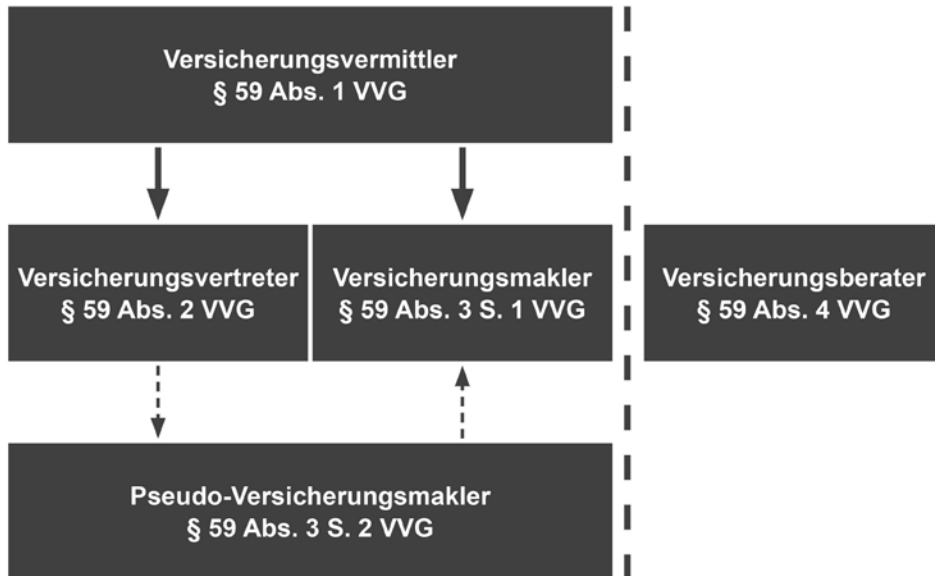 Versicherungsvermittler
§ 59 Abs. 1 VVG
Versicherungsvertreter
§ 59 Abs. 2 VVG
Versicherungsmakler
§ 59 Abs. 3 S. 1 VVG
Versicherungsberater
§ 59 Abs. 4 VVG
Pseudo-Versicherungsmakler
§ 59 Abs. 3 S. 2 VVG